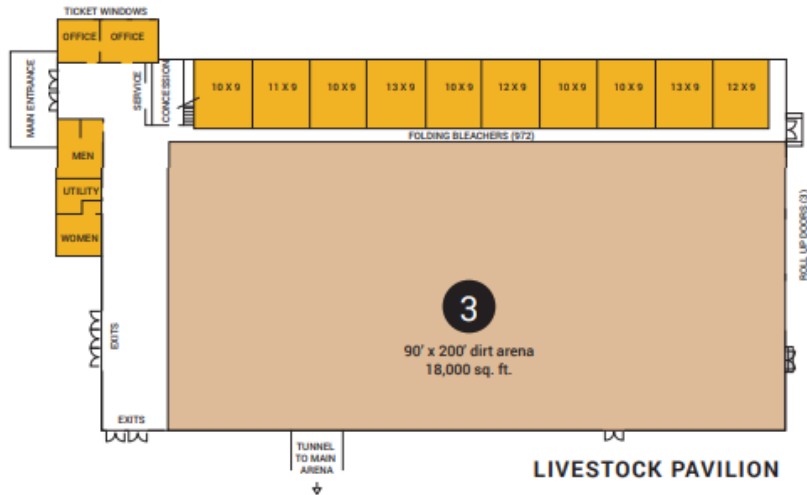 TICKET WINDOWS
OFFICE OFFICE
MAIN ENTRANCE
SERVICE
CONCESSION
10 X 9 11 X 9 10 X 9 13 X 9 10 X 9 12 X 9 10 X 9 10 X 9 13 X 9 12 X 9
FOLDING BLEACHERS (972)
MEN
UTILITY
WOMEN
ROLL UP DOORS (3)
3
90' x 200' dirt arena
18,000 sq. ft.
EXITS
EXITS
TUNNEL
TO MAIN
ARENA
LIVESTOCK PAVILION